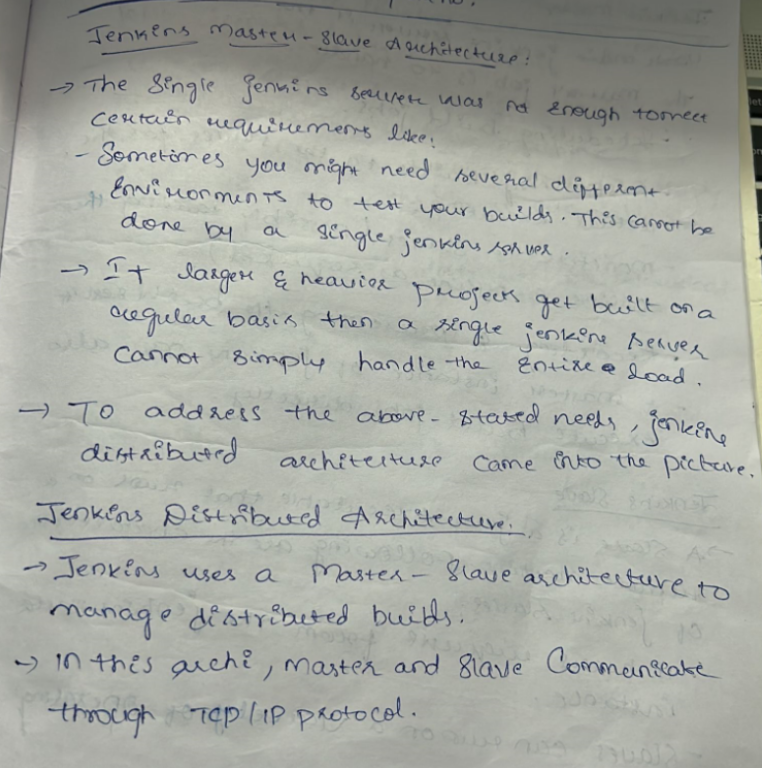 Jenkins Master-Slave Architecture:
→ The Single Jenkins server was not enough to meet
certain requirements like:
- Sometimes you might need several different
Environments to test your builds. This cannot be
done by a single jenkins server.
→ If larger & heavier projects get built on a
regular basis then a single jenkins server
cannot simply handle the Entire load.
→ To address the above-stated needs, jenkins
distributed architecture came into the picture.
Jenkins Distributed Architecture:
→ Jenkins uses a Master-Slave architecture to
manage distributed builds.
→ In this archi, Master and Slave Communicate
through TCP/IP protocol.